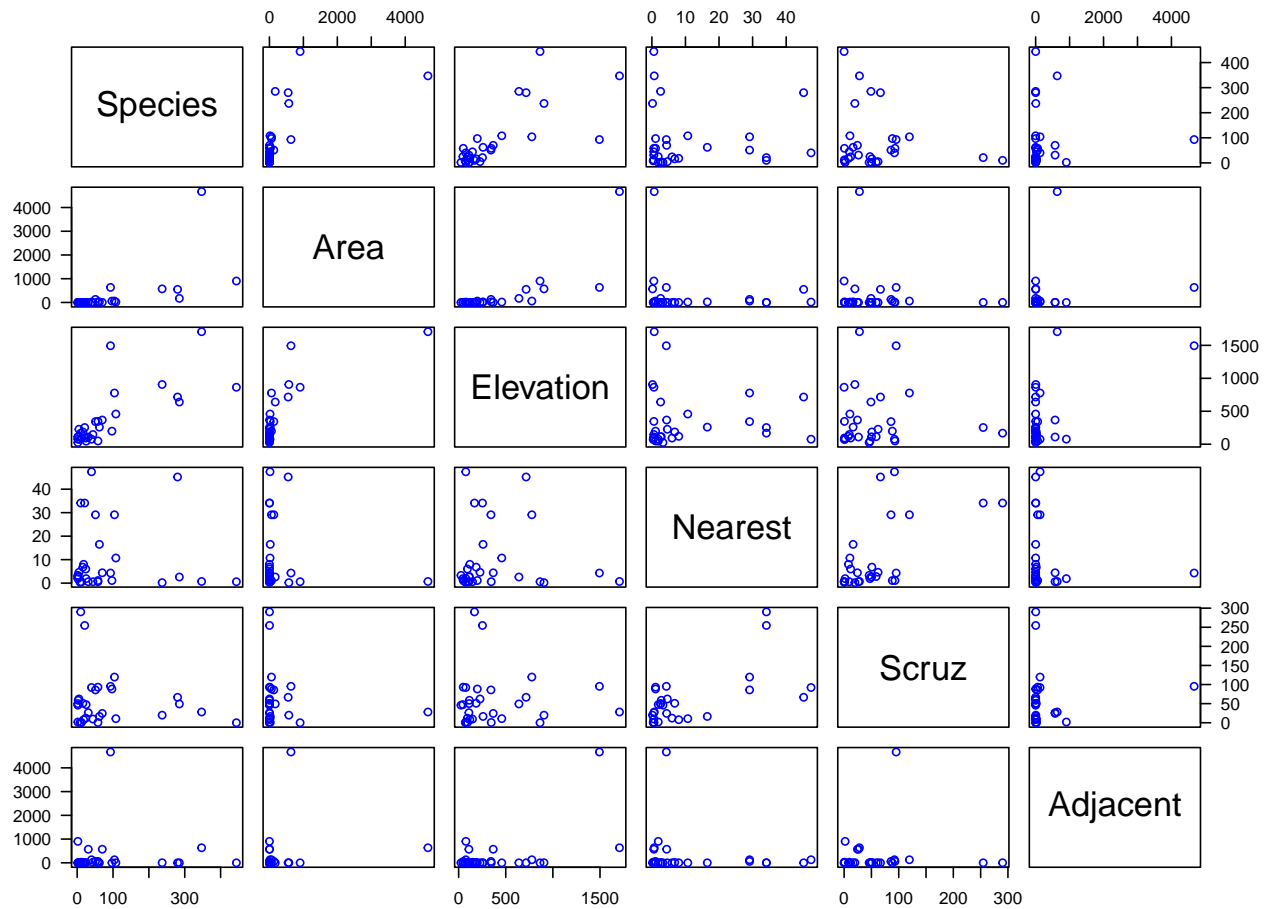 0 2000 4000 0 10 20 30 40 0 2000 4000
Species 0 100 200 300 400
0 1000 2000 3000 4000 Area
Elevation 0 500 1000 1500
0 10 20 30 40 Nearest
Scruz 0 50 100 150 200 250 300
0 1000 2000 3000 4000 Adjacent
0 100 300 0 500 1500 0 100 200 300